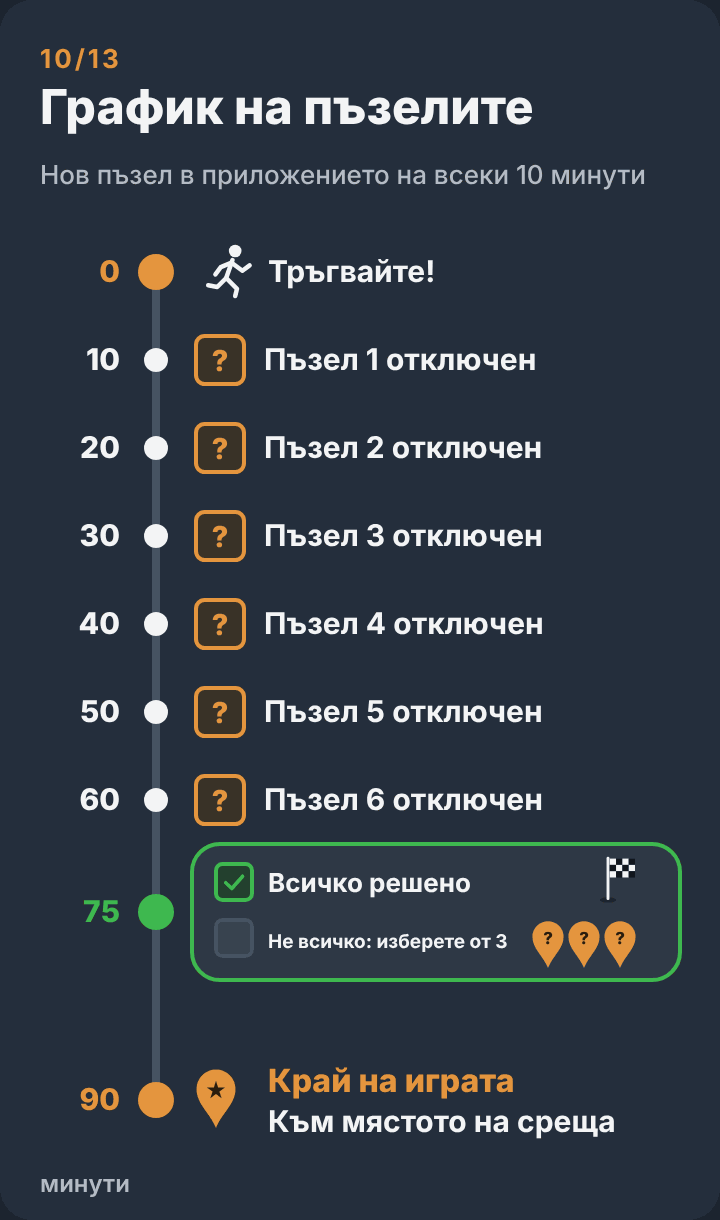 10/13
График на пъзелите
Нов пъзел в приложението на всеки 10 минути
0 Тръгвайте!
10 ? Пъзел 1 отключен
20 ? Пъзел 2 отключен
30 ? Пъзел 3 отключен
40 ? Пъзел 4 отключен
50 ? Пъзел 5 отключен
60 ? Пъзел 6 отключен
Всичко решено
75
Не всичко: изберете от 3 ? ? ?
Край на играта
90
Към мястото на среща
минути